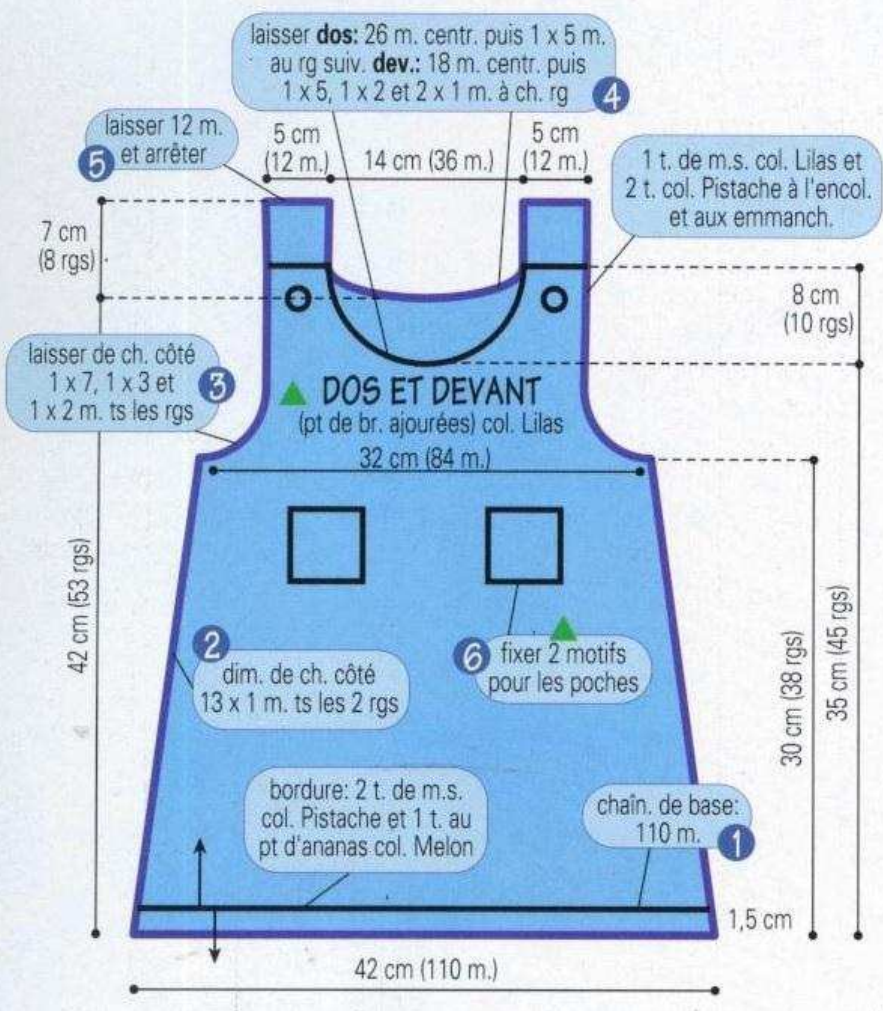 laisser dos: 26 m. centr. puis 1 x 5 m.
au rg suiv. dev.: 18 m. centr. puis
1 x 5, 1 x 2 et 2 x 1 m. à ch. rg
4
laisser 12 m.
et arrêter
5
5 cm
(12 m.)
14 cm (36 m.)
5 cm
(12 m.)
1 t. de m.s. col. Lilas et
2 t. col. Pistache à l'encol.
et aux emmanch.
7 cm
(8 rgs)
8 cm
(10 rgs)
laisser de ch. côté
1 x 7, 1 x 3 et
1 x 2 m. ts les rgs
3
DOS ET DEVANT
(pt de br. ajourées) col. Lilas
32 cm (84 m.)
42 cm (53 rgs)
2
dim. de ch. côté
13 x 1 m. ts les 2 rgs
6
fixer 2 motifs
pour les poches
30 cm (38 rgs)
35 cm (45 rgs)
bordure: 2 t. de m.s.
col. Pistache et 1 t. au
pt d'ananas col. Melon
chaîn. de base:
110 m.
1
1,5 cm
42 cm (110 m.)